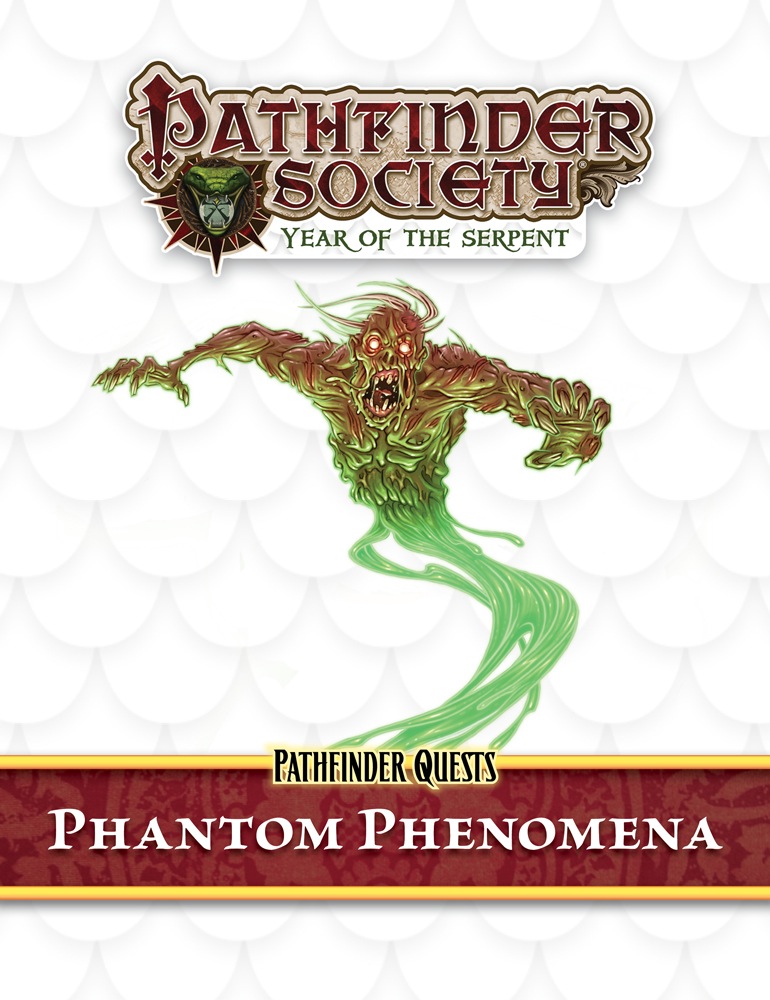 PATHFINDER
SOCIETY®
YEAR OF THE SERPENT
PATHFINDER QUESTS
PHANTOM PHENOMENA